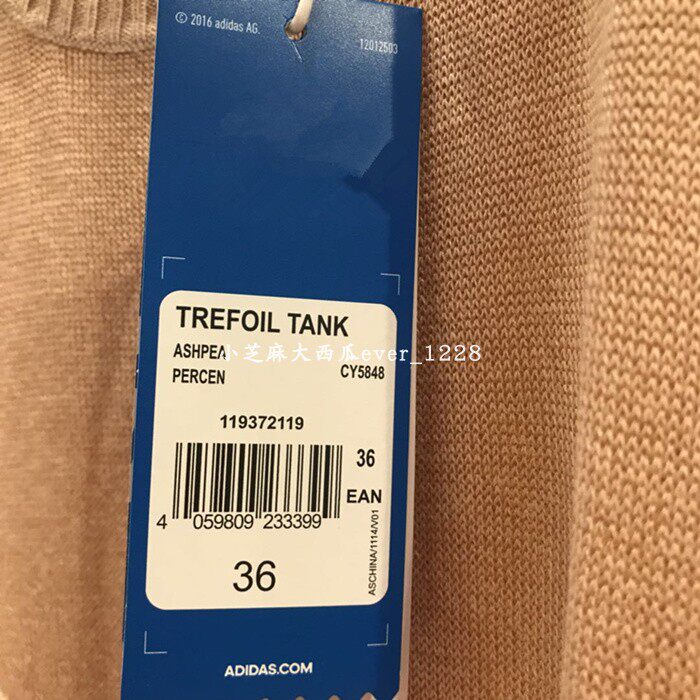 © 2016 adidas AG.
12012503
TREFOIL TANK
ASHPEA
小芝麻大西瓜ever_1228
PERCEN
CY5848
119372119
36
EAN
4 059809 233399
36
ASCHINA/1114/V01
ADIDAS.COM